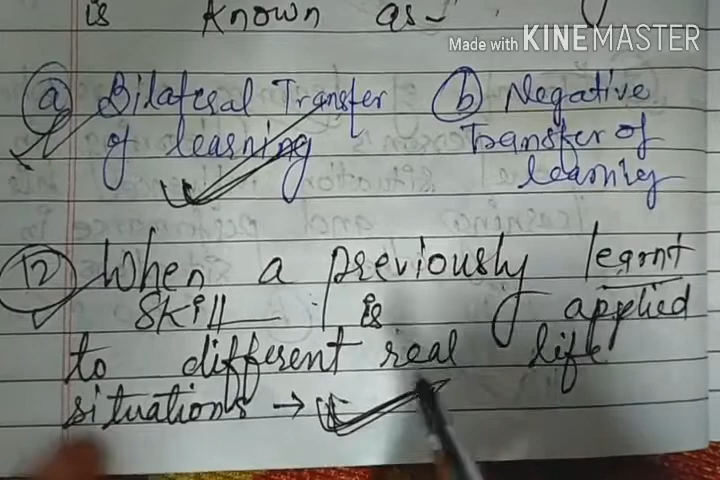 is known as-
Made with KINEMASTER
(a) Bilateral Transfer (b) Negative
of learning Transfer of
learning
(12) When a previously learnt
skill is applied
to different real life
situations →